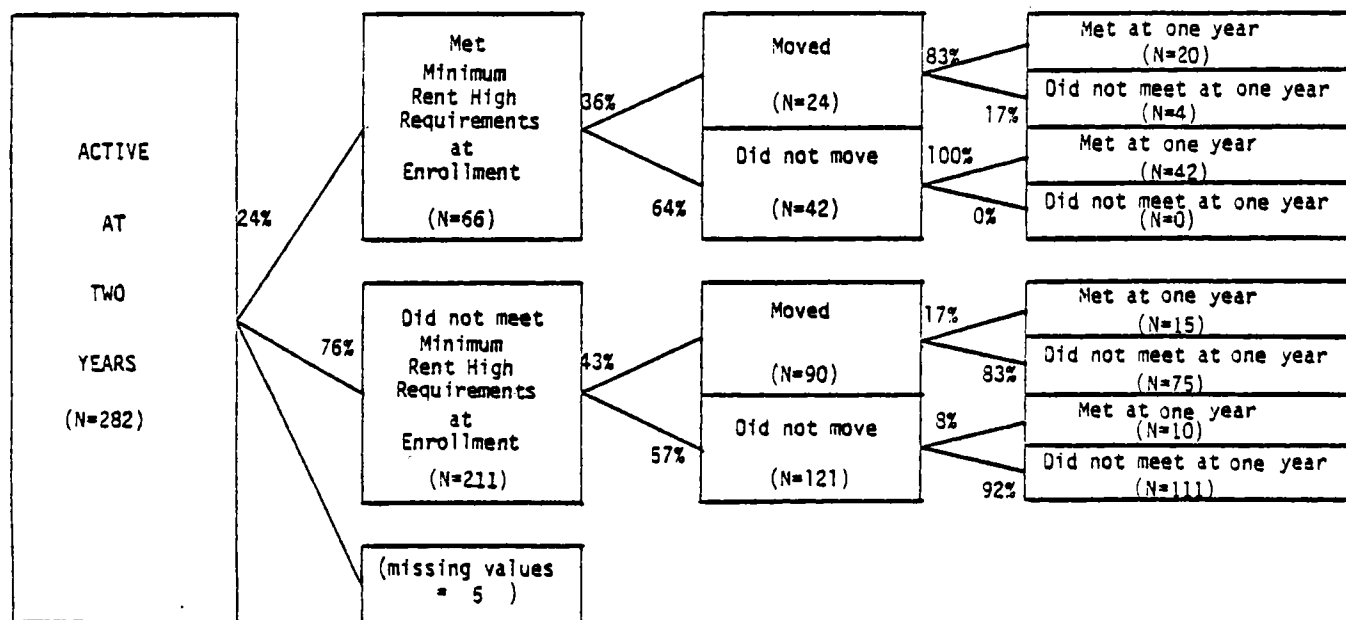 ACTIVE
AT
TWO
YEARS
(N=282)
24%
76%
Met
Minimum
Rent High
Requirements
at
Enrollment
(N=66)
36%
64%
Moved
(N=24)
Did not move
(N=42)
83%
17%
100%
0%
Met at one year
(N=20)
Did not meet at one year
(N=4)
Met at one year
(N=42)
Did not meet at one year
(N=0)
Did not meet
Minimum
Rent High
Requirements
at
Enrollment
(N=211)
43%
57%
Moved
(N=90)
Did not move
(N=121)
17%
83%
8%
92%
Met at one year
(N=15)
Did not meet at one year
(N=75)
Met at one year
(N=10)
Did not meet at one year
(N=111)
(missing values
= 5 )